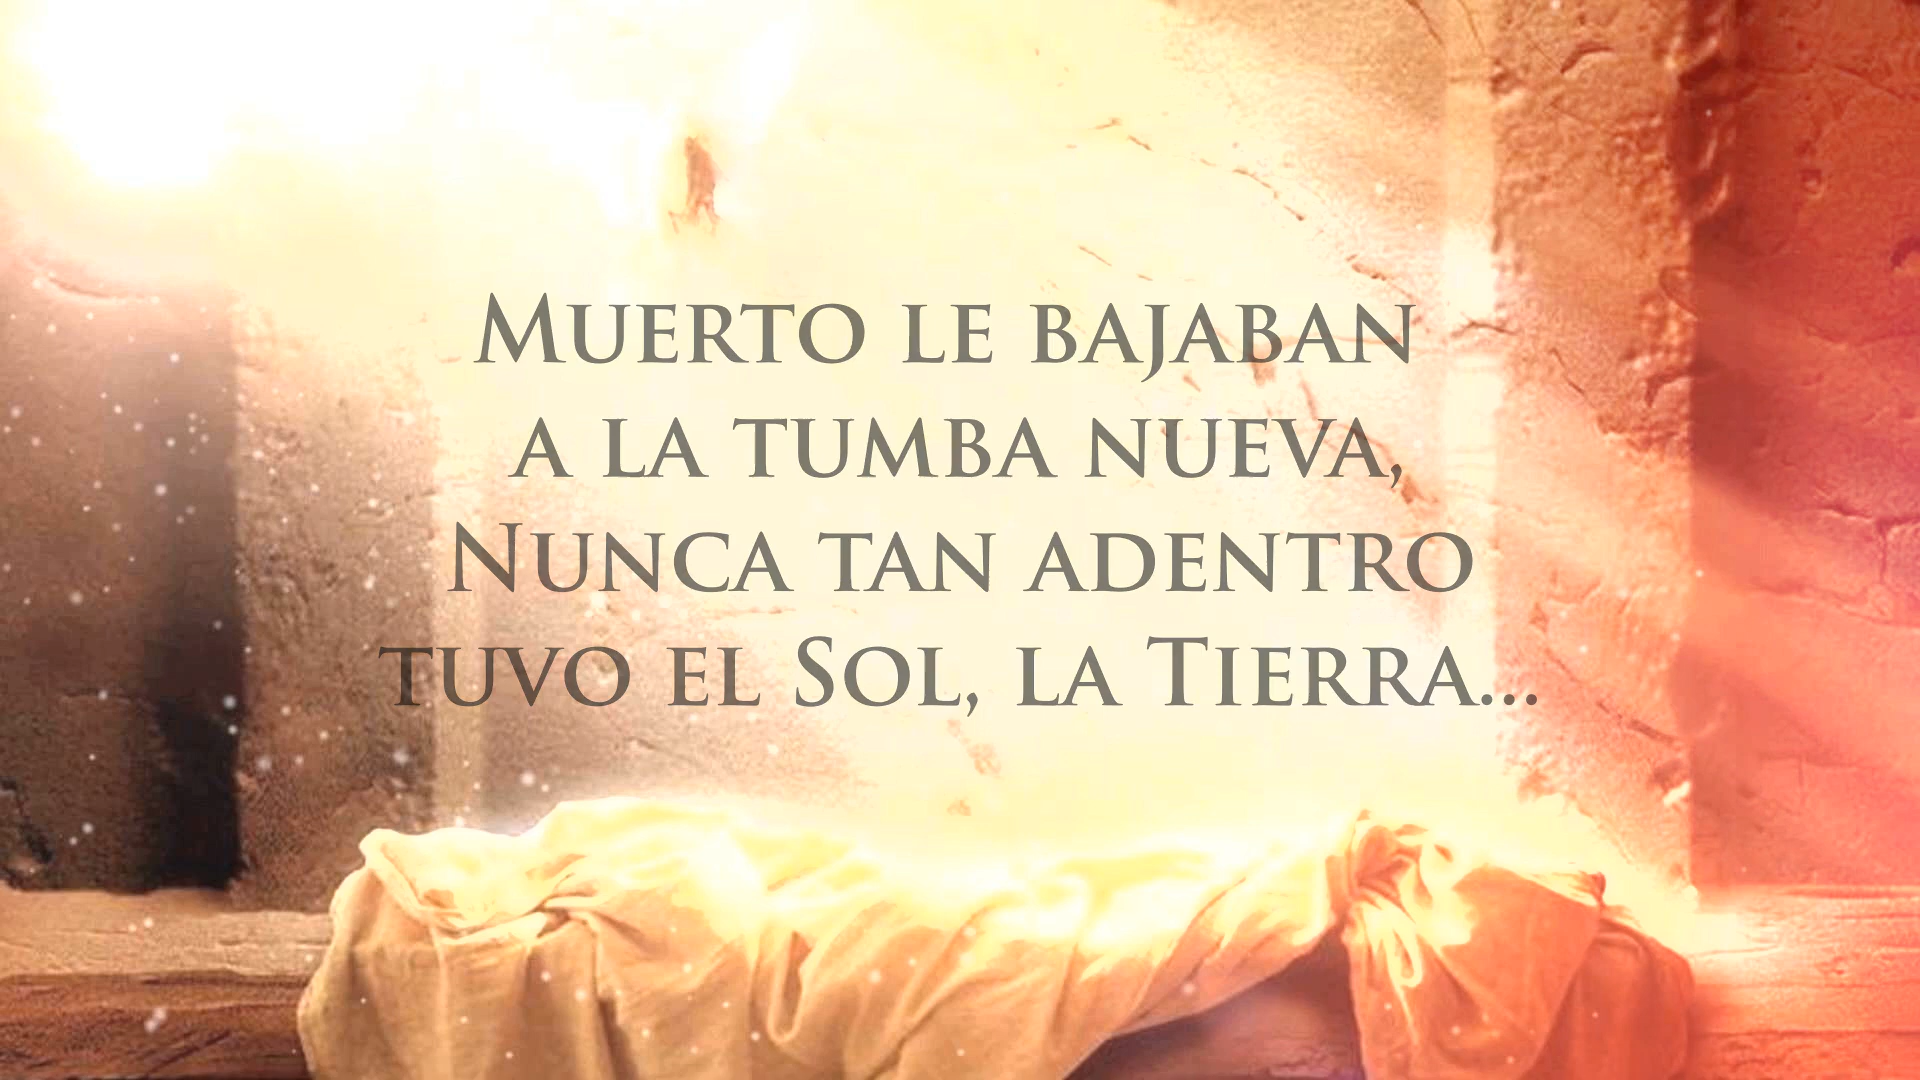 Muerto le bajaban
a la tumba nueva,
Nunca tan adentro
tuvo el Sol, la Tierra...